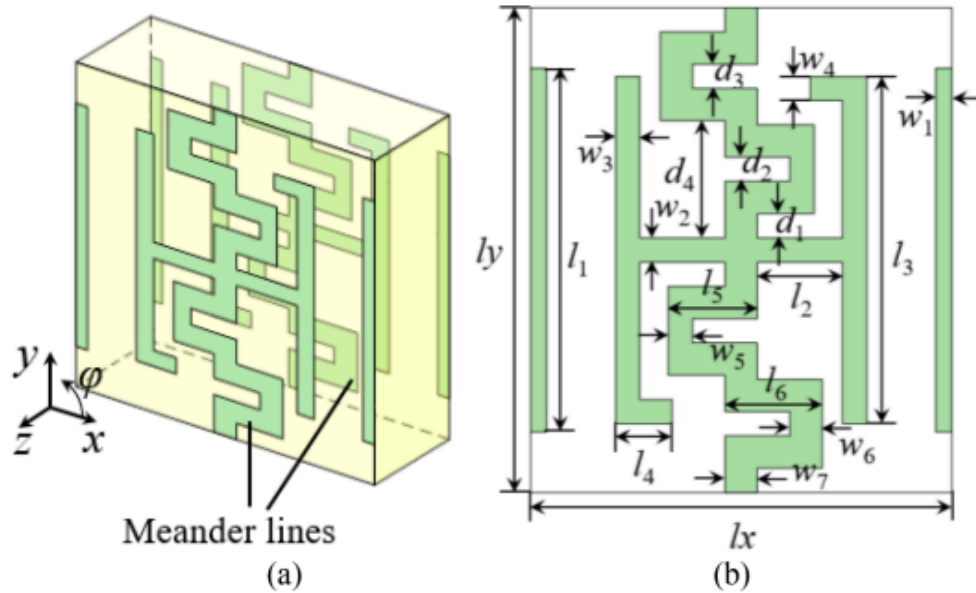 y
φ
z
x
Meander lines
(a)
d₃
w₄
w₁
w₃
d₄
d₂
w₂
d₁
ly
l₁
l₅
l₂
l₃
w₅
l₆
w₆
l₄
w₇
lx
(b)